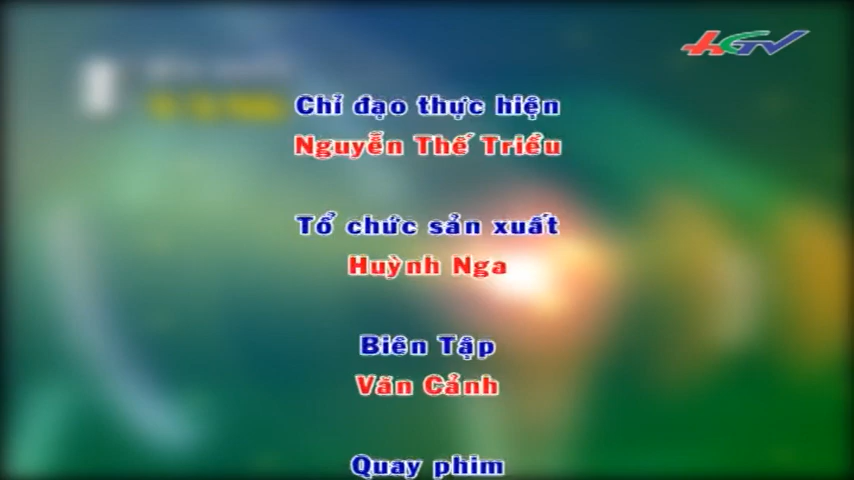 HGTV
Chỉ đạo thực hiện
Nguyễn Thế Triều
Tổ chức sản xuất
Huỳnh Nga
Biên Tập
Văn Cảnh
Quay phim